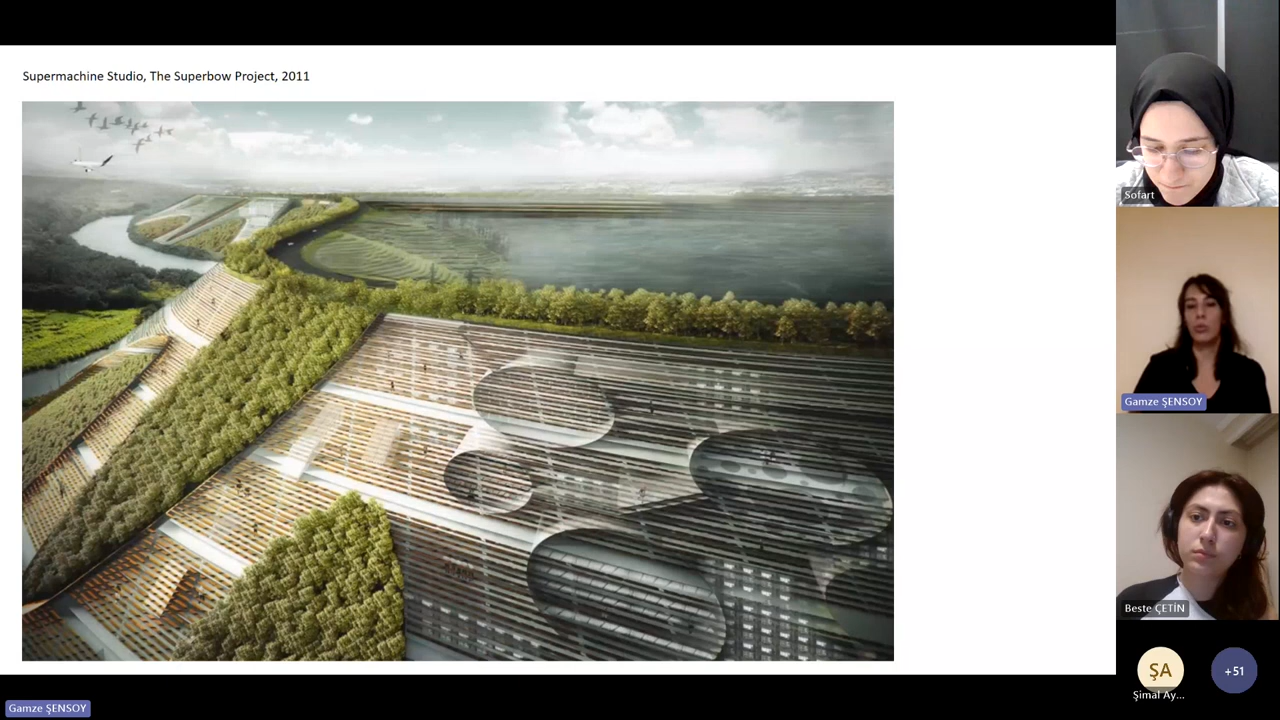 Supermachine Studio, The Superbow Project, 2011
Sofart
Gamze ŞENSOY
Beste ÇETİN
ŞA
Şimal Ay...
+51
Gamze ŞENSOY